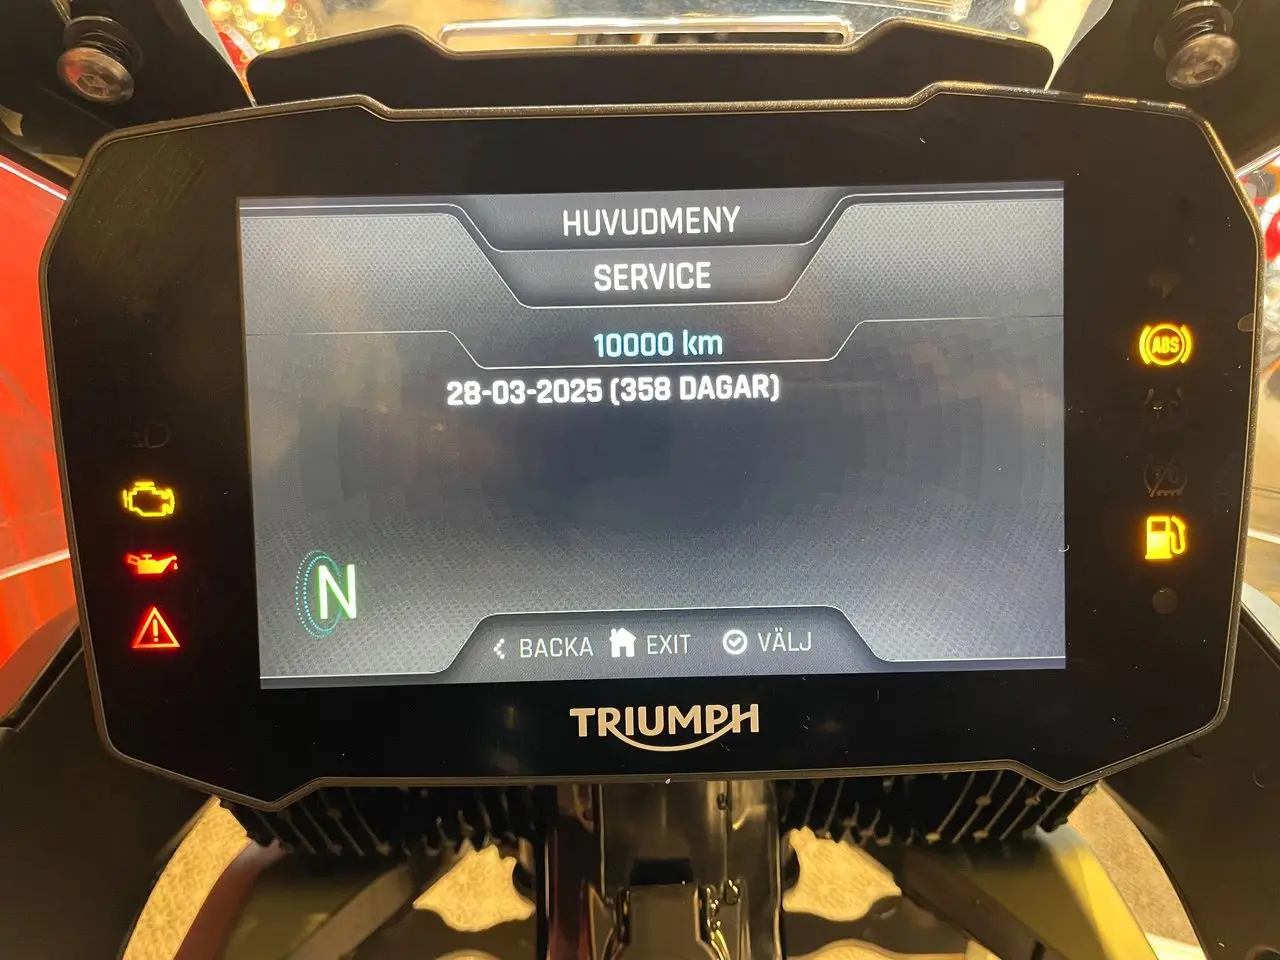 HUVUDMENY
SERVICE
10000 km
28-03-2025 (358 DAGAR)
ABS
N
BACKA EXIT VÄLJ
TRIUMPH